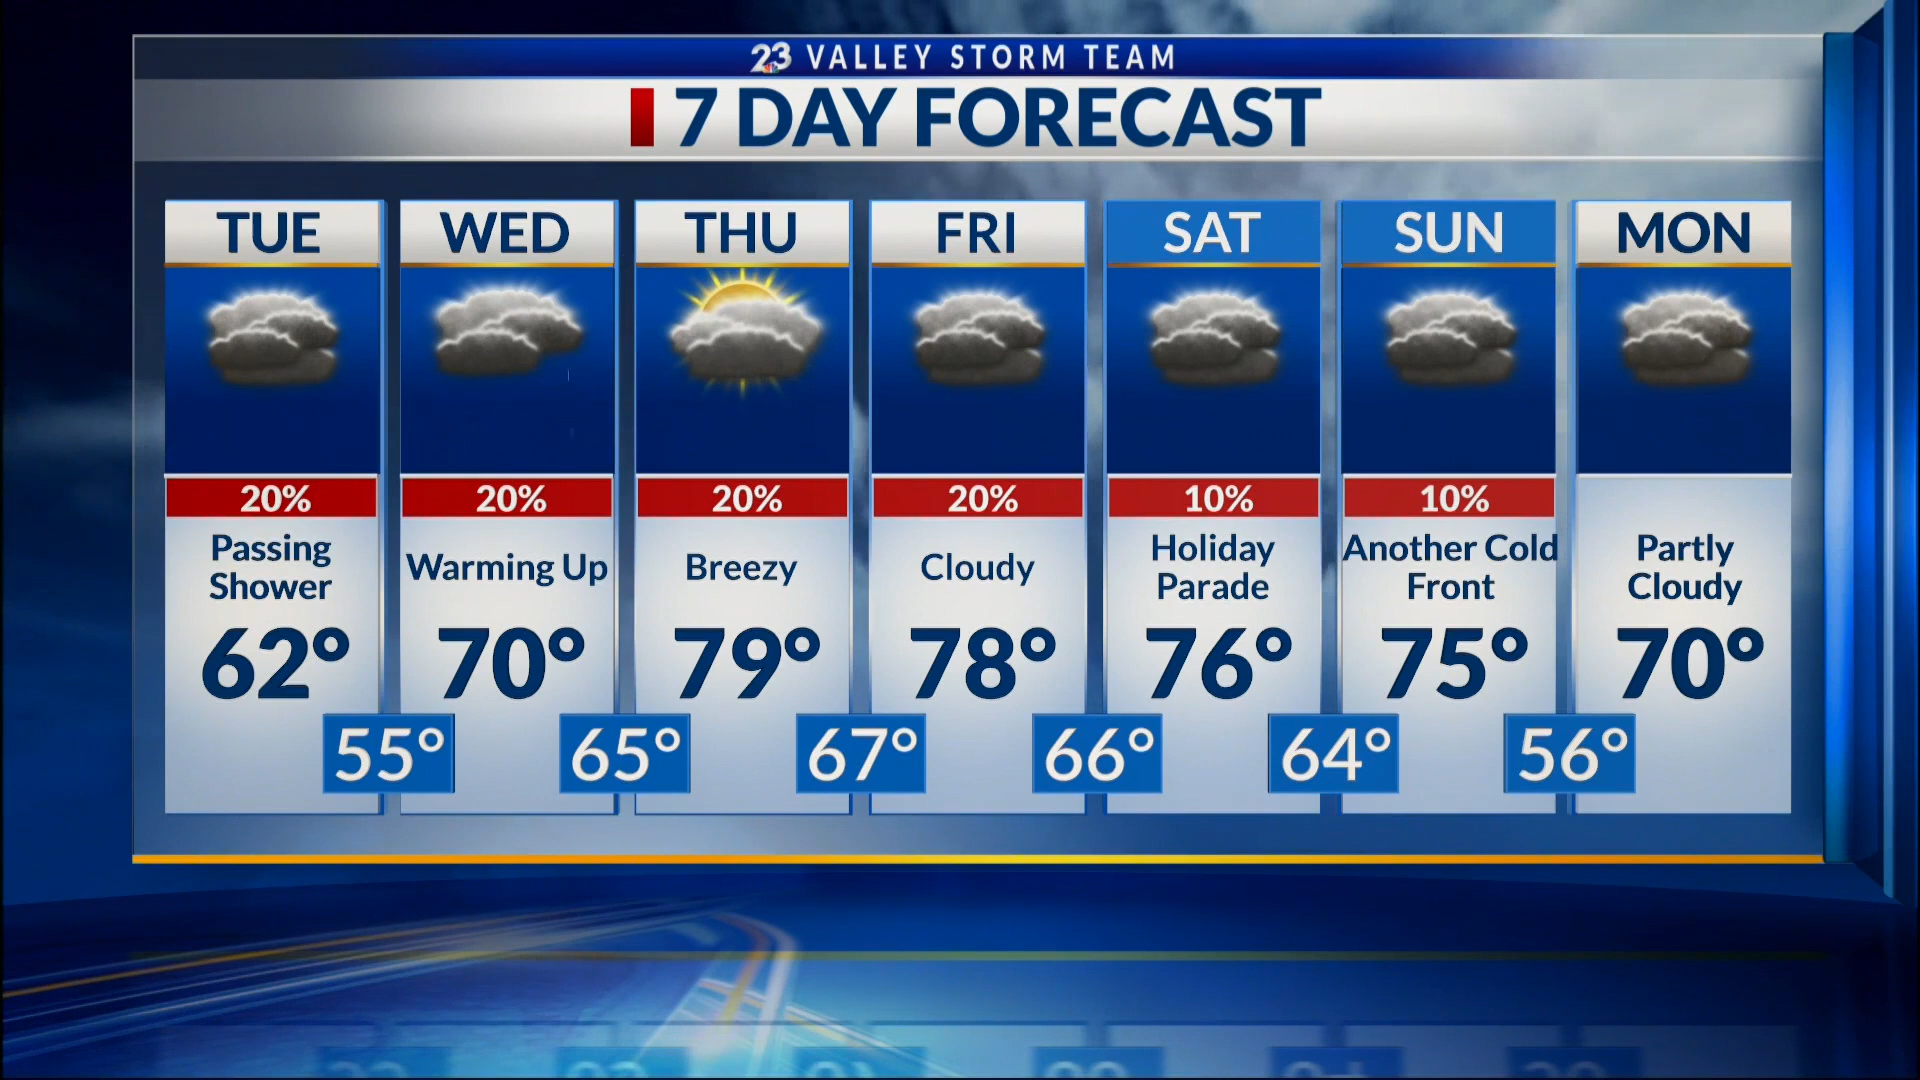 23 VALLEY STORM TEAM
7 DAY FORECAST
TUE WED THU FRI SAT SUN MON
20% 20% 20% 20% 10% 10%
Passing
Shower
Warming Up
Breezy
Cloudy
Holiday
Parade
Another Cold
Front
Partly
Cloudy
62° 70° 79° 78° 76° 75° 70°
55° 65° 67° 66° 64° 56°